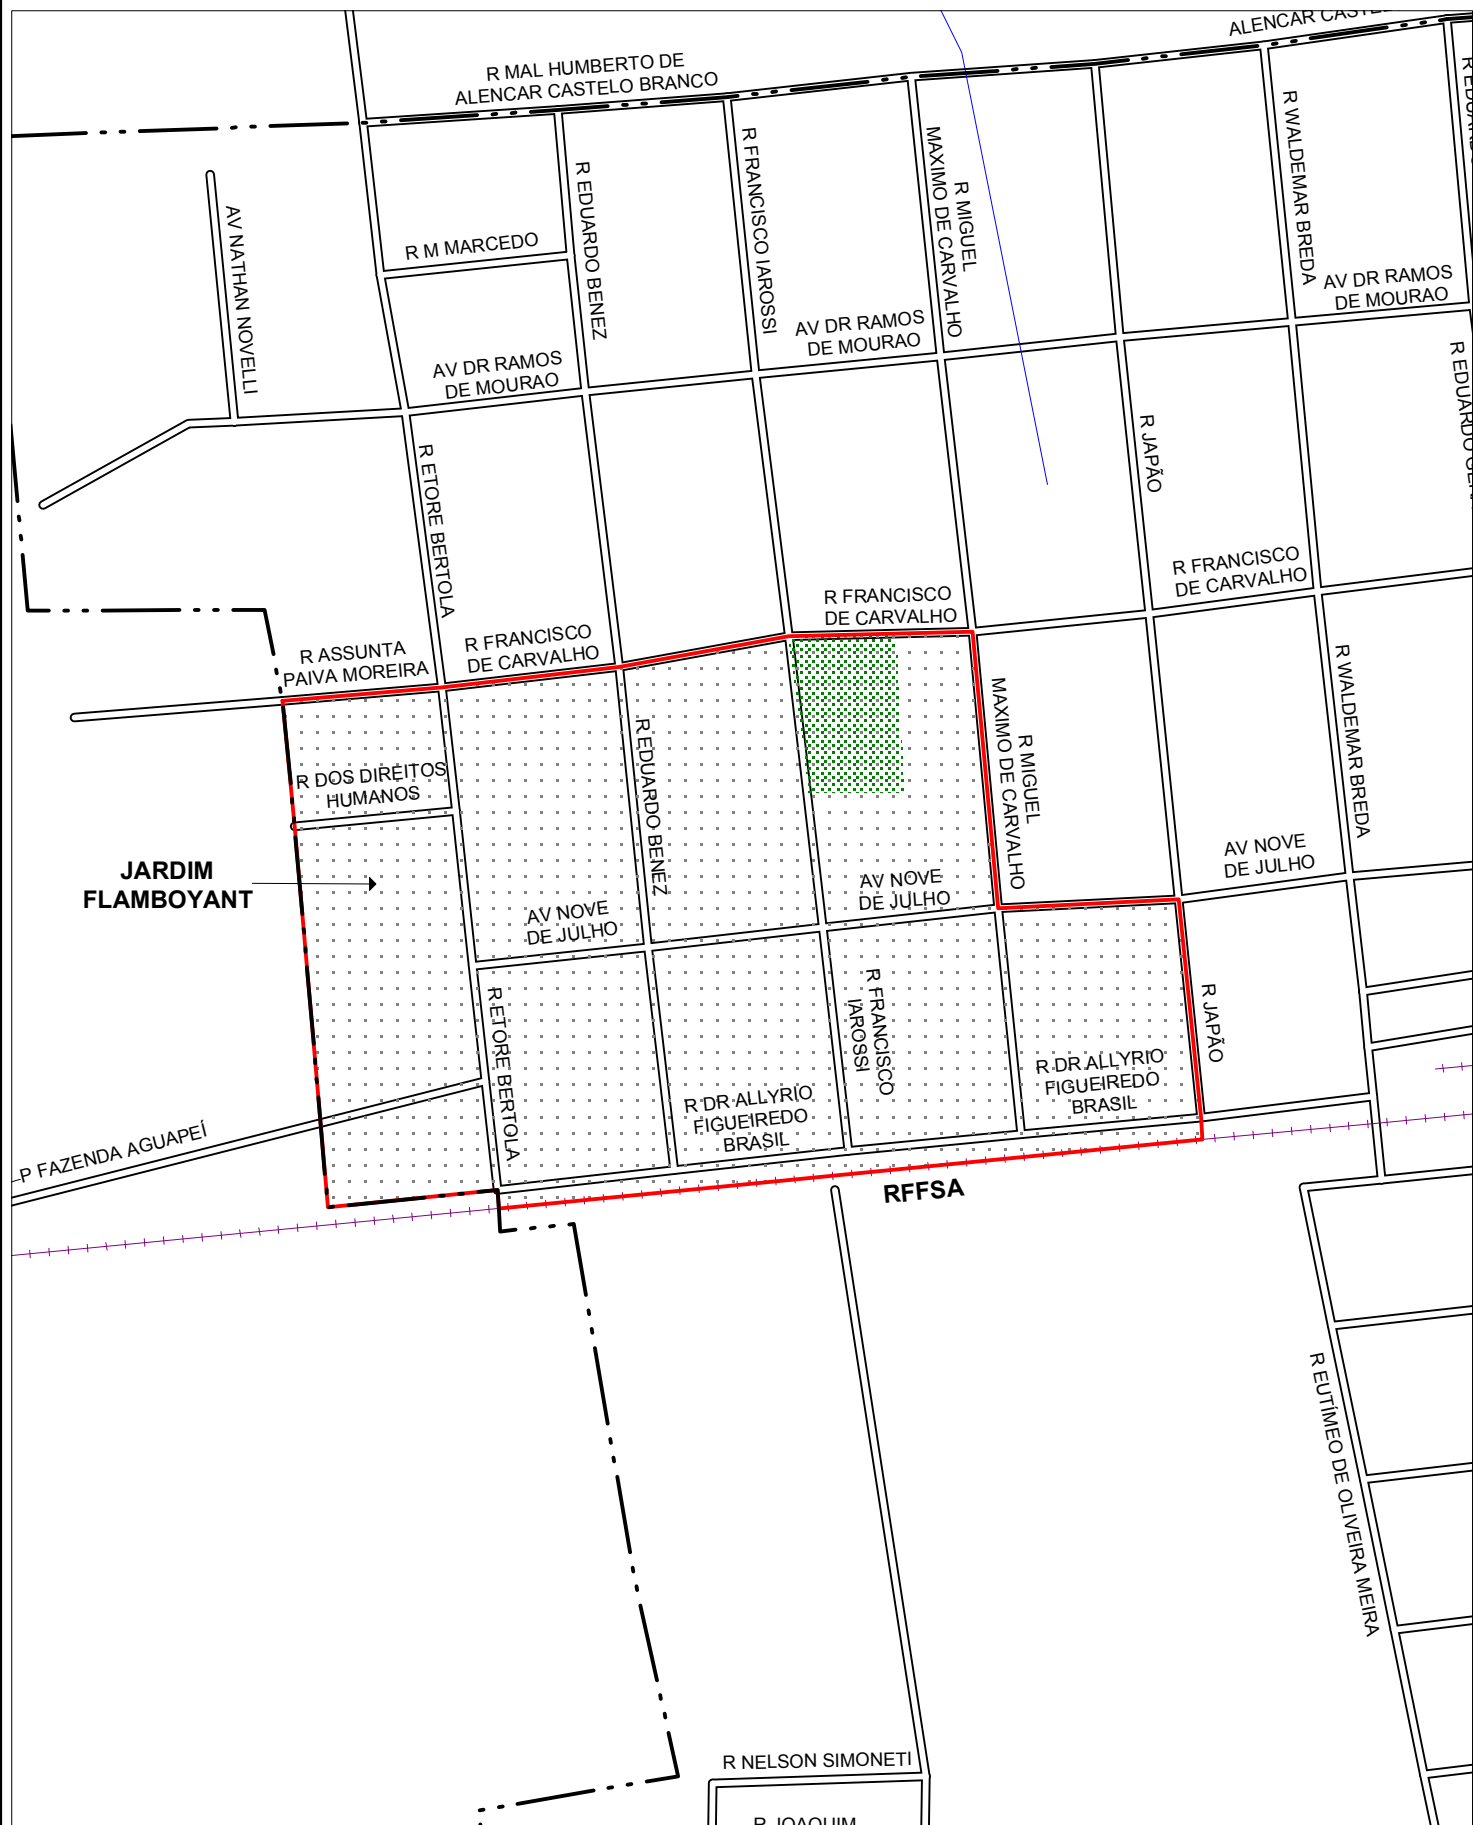 ALENCAR
R MAL HUMBERTO DE
ALENCAR CASTELO BRANCO
R WALDEMAR BREDA
R FRANCISCO IAROSSI
R MIGUEL
MAXIMO DE CARVALHO
R EDUARDO BENEZ
AV NATHAN NOVELLI
R M MARCEDO
AV DR RAMOS
DE MOURAO
AV DR RAMOS
DE MOURAO
AV DR RAMOS
DE MOURAO
R EDUARDO
R JAPÃO
R ETORE BERTOLA
R FRANCISCO
DE CARVALHO
R FRANCISCO
DE CARVALHO
R FRANCISCO
DE CARVALHO
R ASSUNTA
PAIVA MOREIRA
R WALDEMAR BREDA
R MIGUEL
MAXIMO DE CARVALHO
R EDUARDO BENEZ
R DOS DIREITOS
HUMANOS
AV NOVE
DE JULHO
JARDIM
FLAMBOYANT
AV NOVE
DE JULHO
AV NOVE
DE JULHO
R FRANCISCO
IAROSSI
R JAPÃO
R ETORE BERTOLA
R DR ALLYRIO
FIGUEIREDO
BRASIL
R DR ALLYRIO
FIGUEIREDO
BRASIL
P FAZENDA AGUAPEÍ
RFFSA
R EUTÍMEO DE OLIVEIRA MEIRA
R NELSON SIMONETI
R JOAQUIM